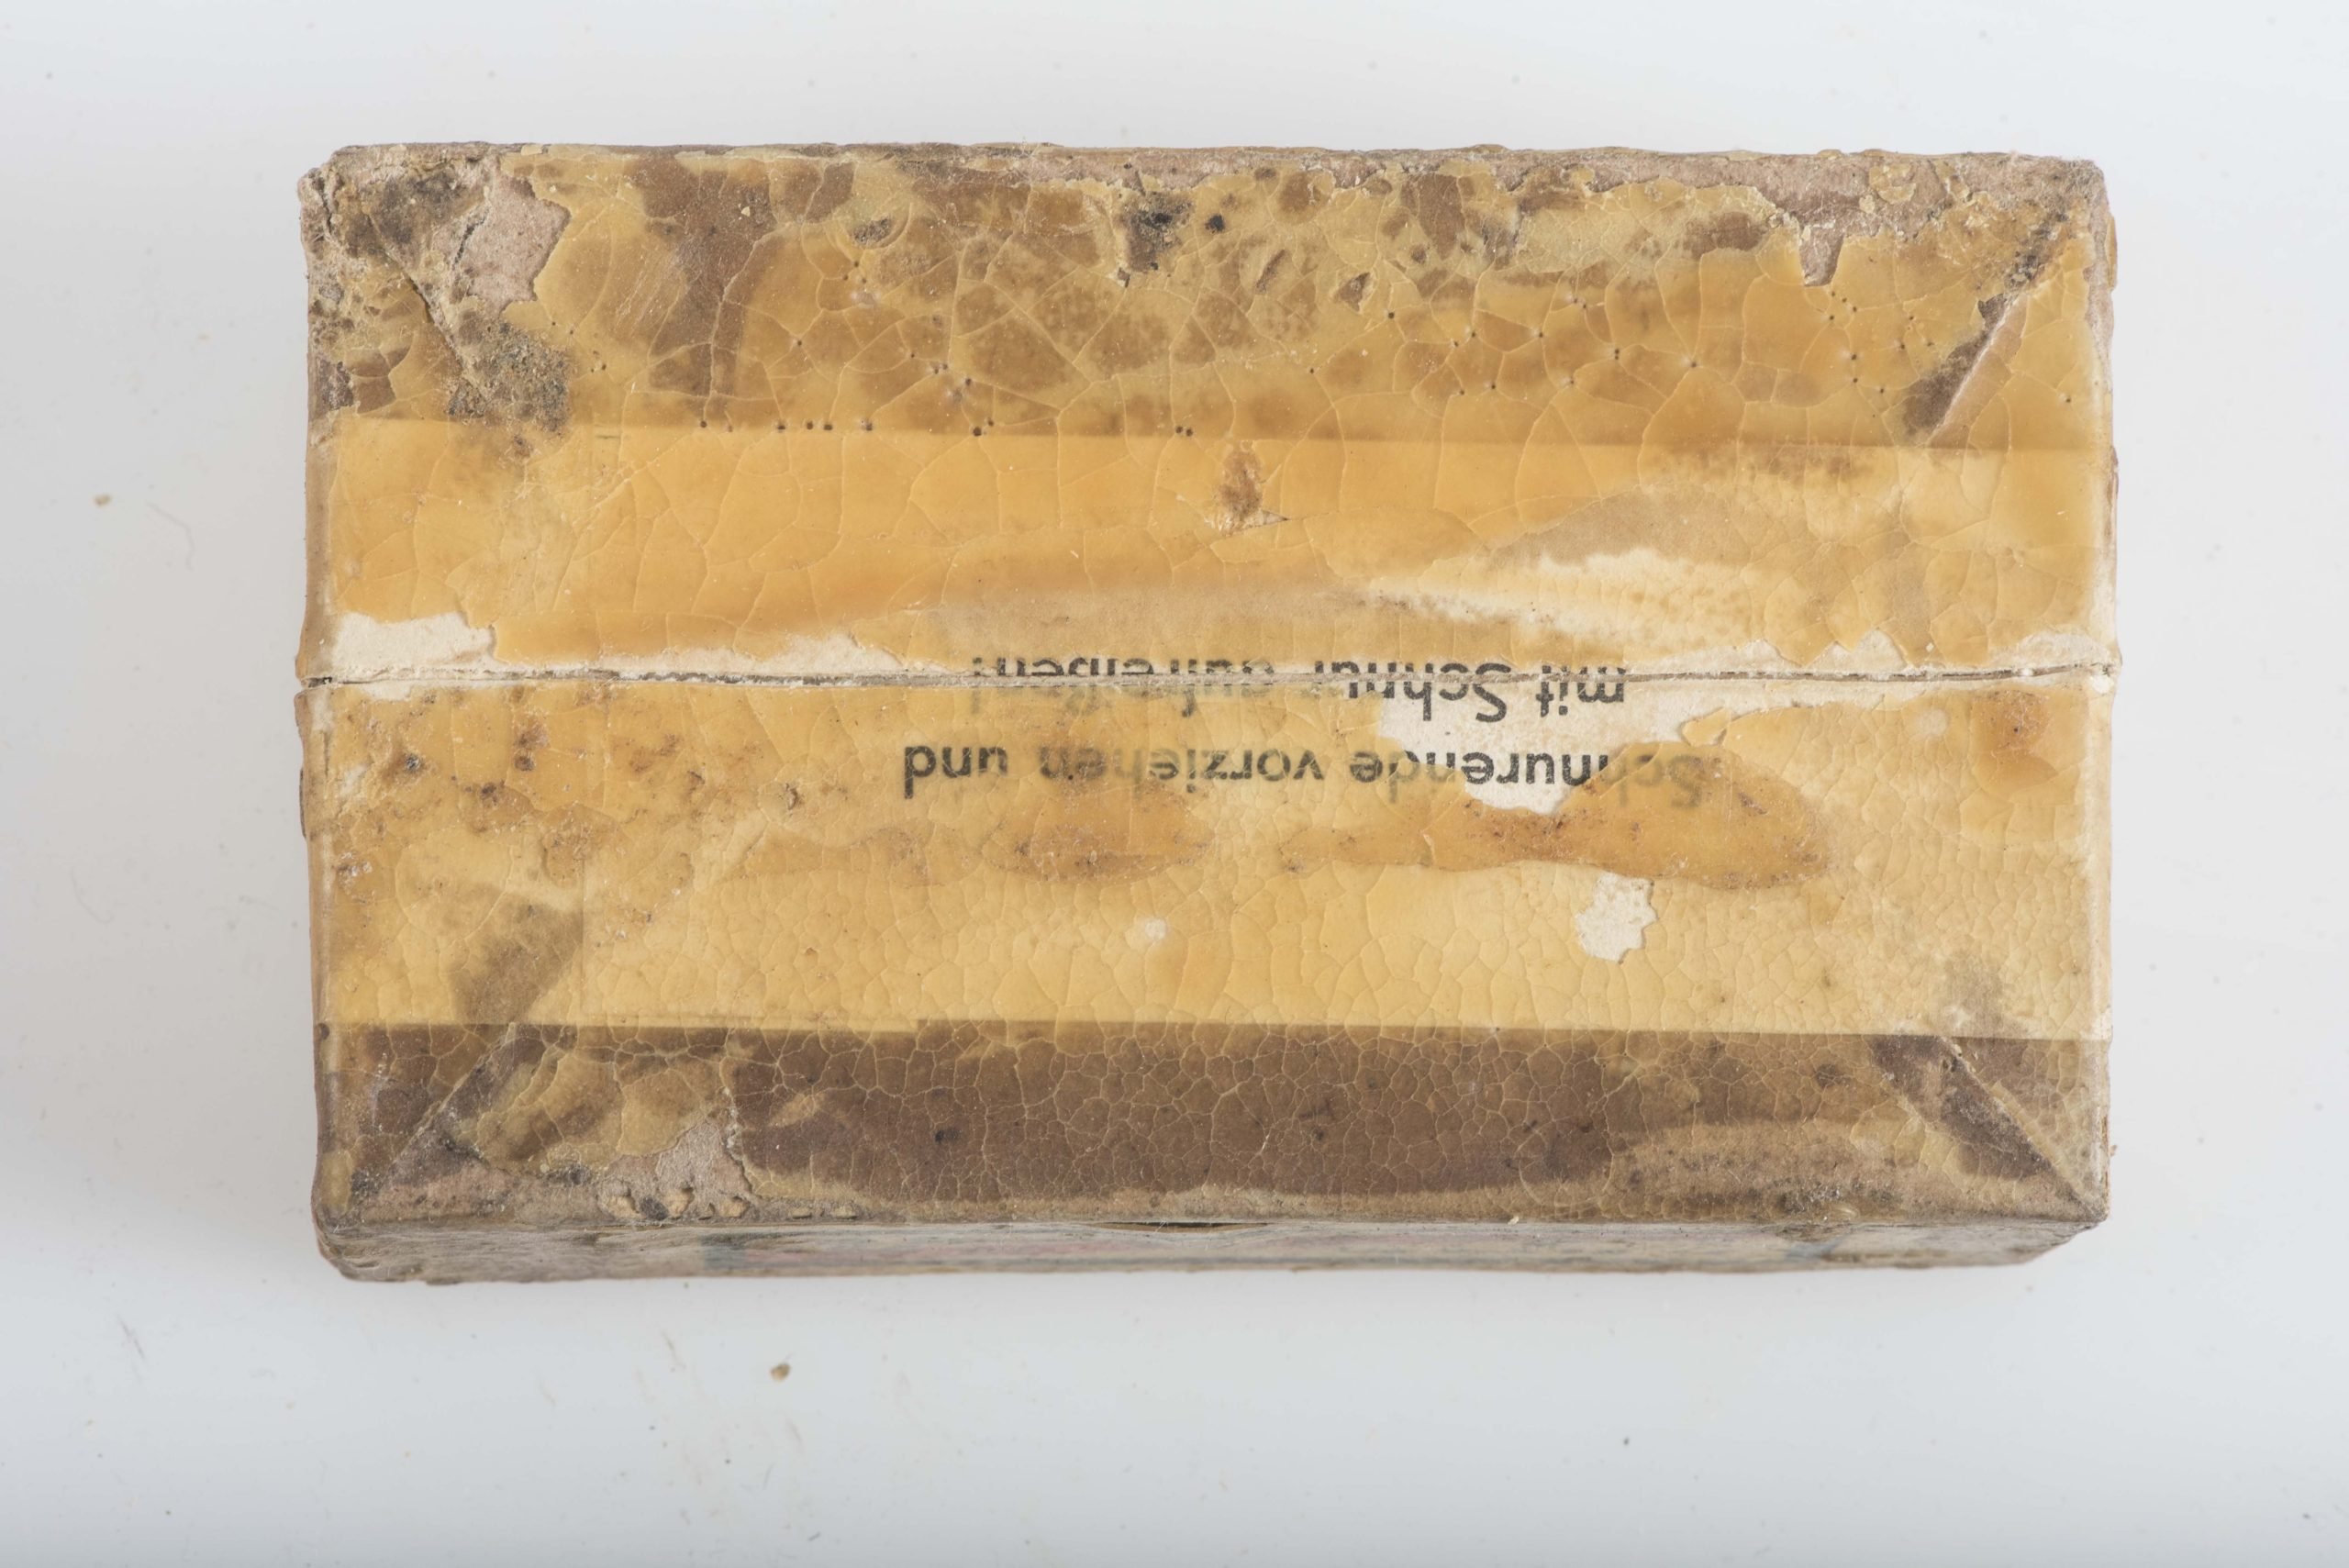 Schnurende vorziehen und
mit Schnur aufreißen!